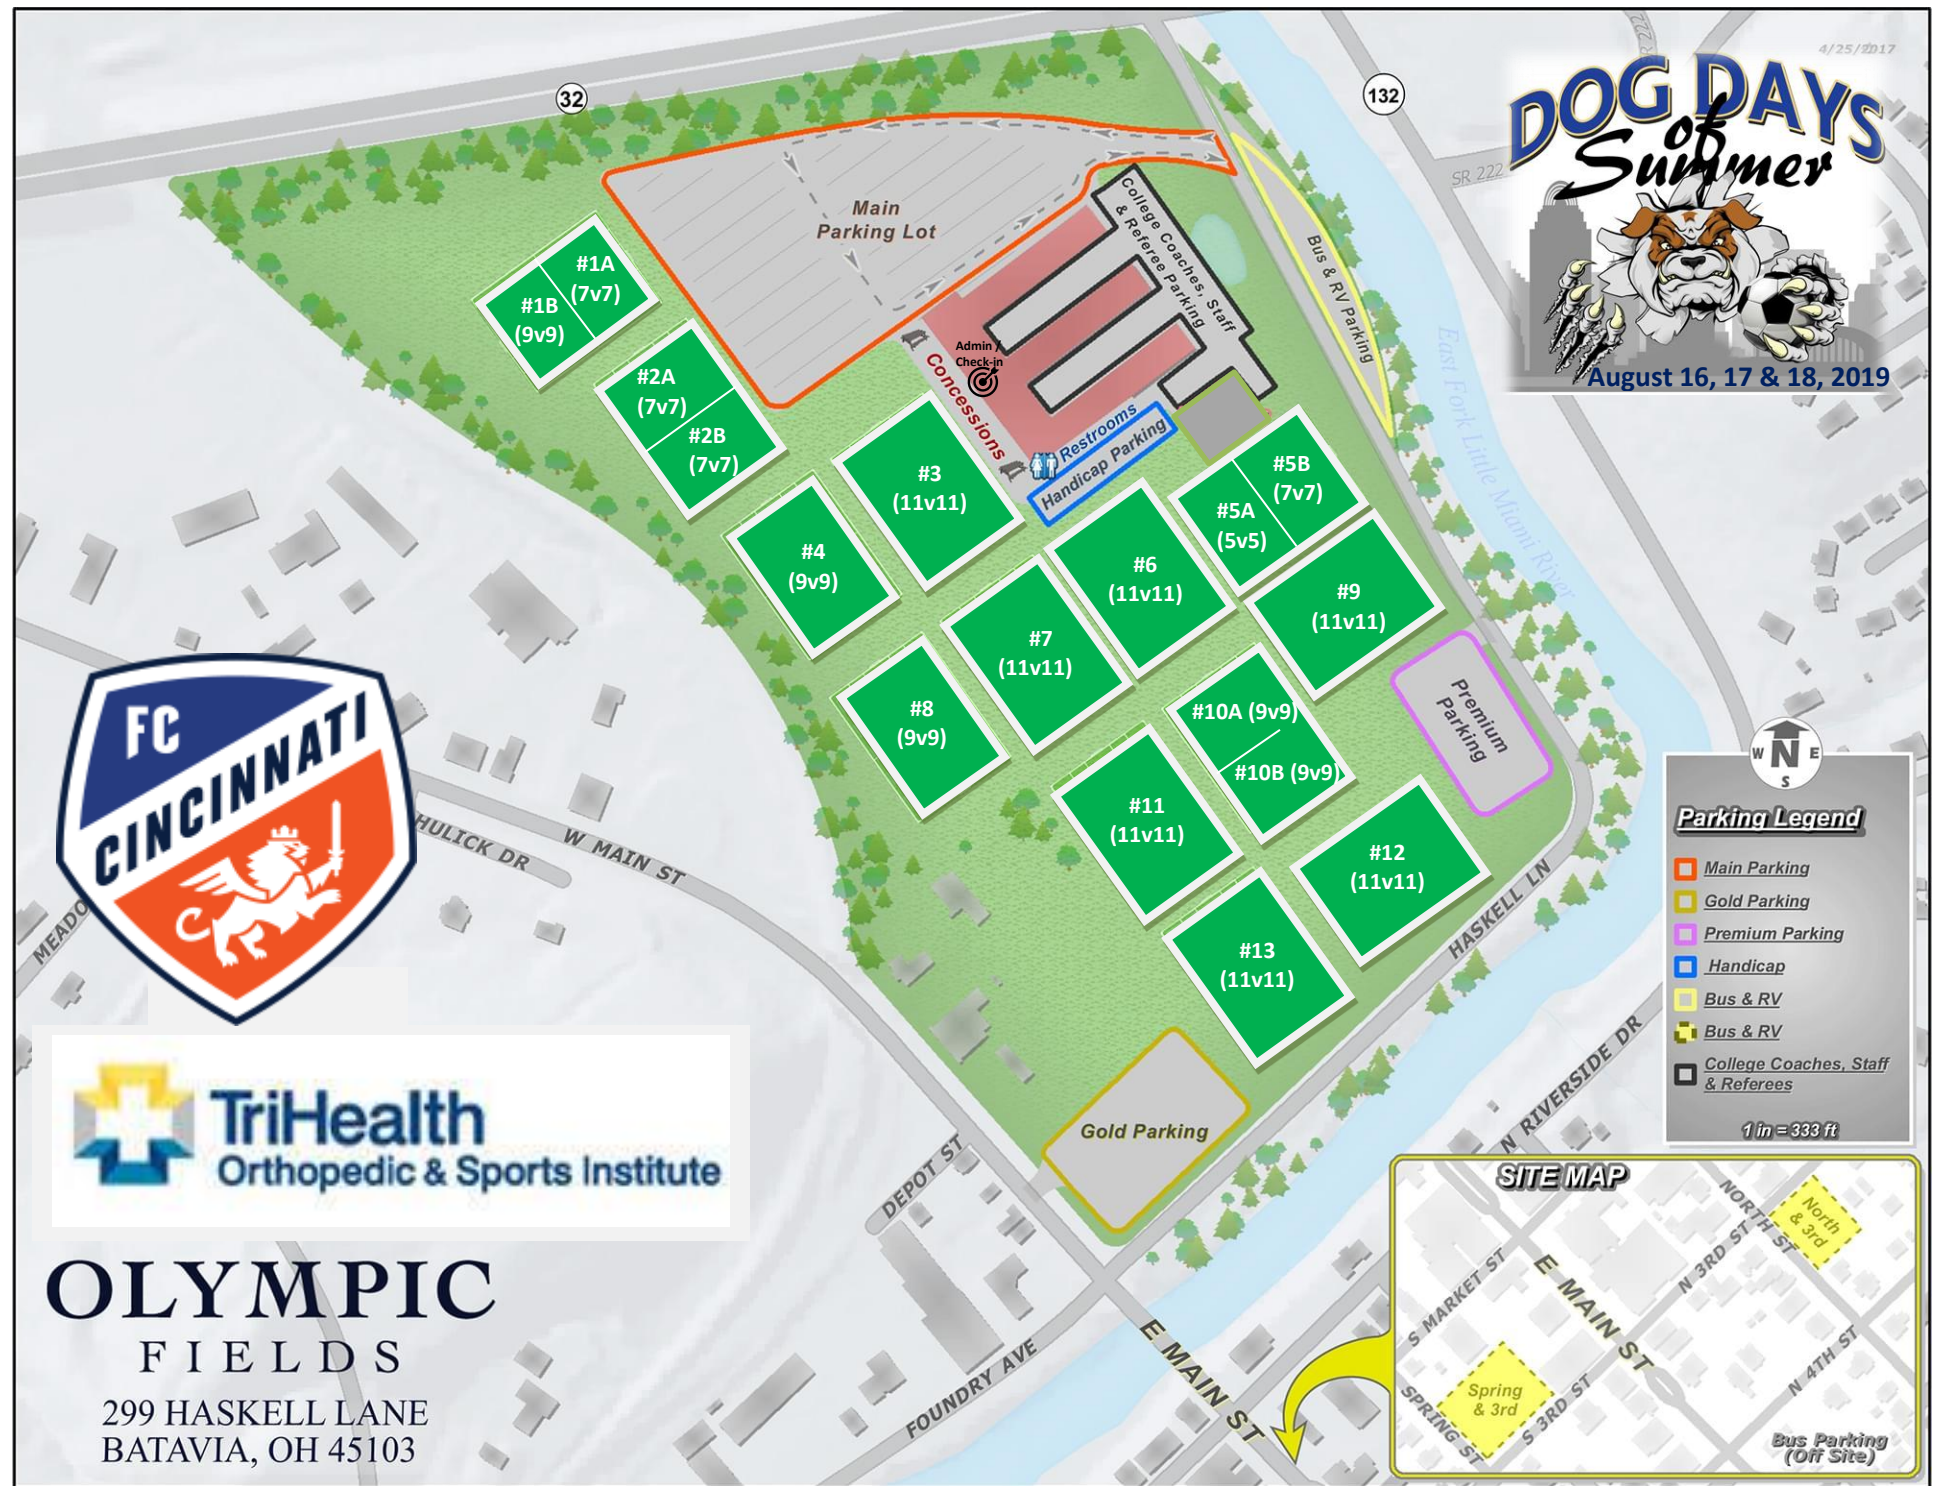 32
132
SR 222
DOG DAYS
of
Summer
August 16, 17 & 18, 2019
Main
Parking Lot
College Coaches, Staff
& Referee Parking
Bus & RV Parking
East Fork Little Miami River
Admin /
Check-in
Concessions
Restrooms
Handicap Parking
#1A
(7v7)
#1B
(9v9)
#2A
(7v7)
#2B
(7v7)
#3
(11v11)
#4
(9v9)
#5B
(7v7)
#5A
(5v5)
#6
(11v11)
#9
(11v11)
#7
(11v11)
#8
(9v9)
#10A (9v9)
#10B (9v9)
#11
(11v11)
#12
(11v11)
#13
(11v11)
Premium
Parking
Gold Parking
HASKELL LN
HULICK DR
W MAIN ST
DEPOT ST
FOUNDRY AVE
E MAIN ST
N RIVERSIDE DR
FC
CINCINNATI
TriHealth
Orthopedic & Sports Institute
OLYMPIC
FIELDS
299 HASKELL LANE
BATAVIA, OH 45103
N
W E
S
Parking Legend
Main Parking
Gold Parking
Premium Parking
Handicap
Bus & RV
Bus & RV
College Coaches, Staff
& Referees
1 in = 333 ft
SITE MAP
North
& 3rd
NORTH ST
N 3RD ST
S MARKET ST
E MAIN ST
N 4TH ST
Spring
& 3rd
SPRING ST
S 3RD ST
Bus Parking
(Off Site)